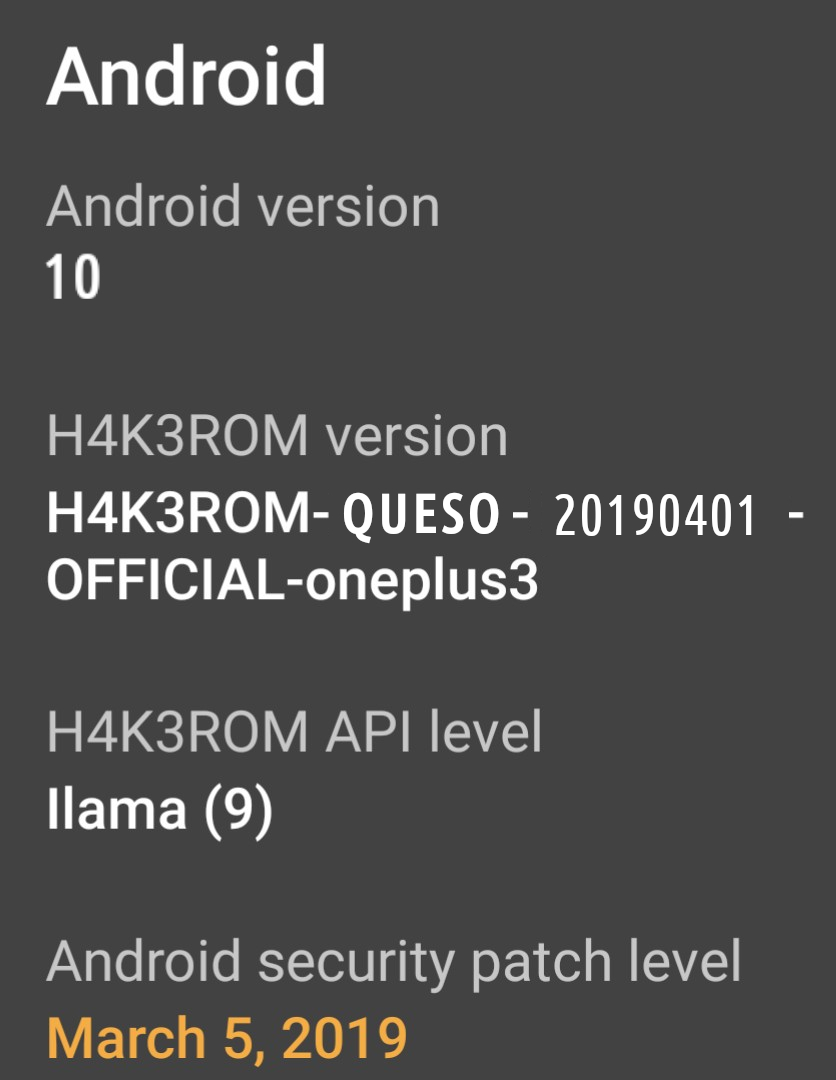 Android
Android version
10
H4K3ROM version
H4K3ROM- QUESO - 20190401 -
OFFICIAL-oneplus3
H4K3ROM API level
Ilama (9)
Android security patch level
March 5, 2019